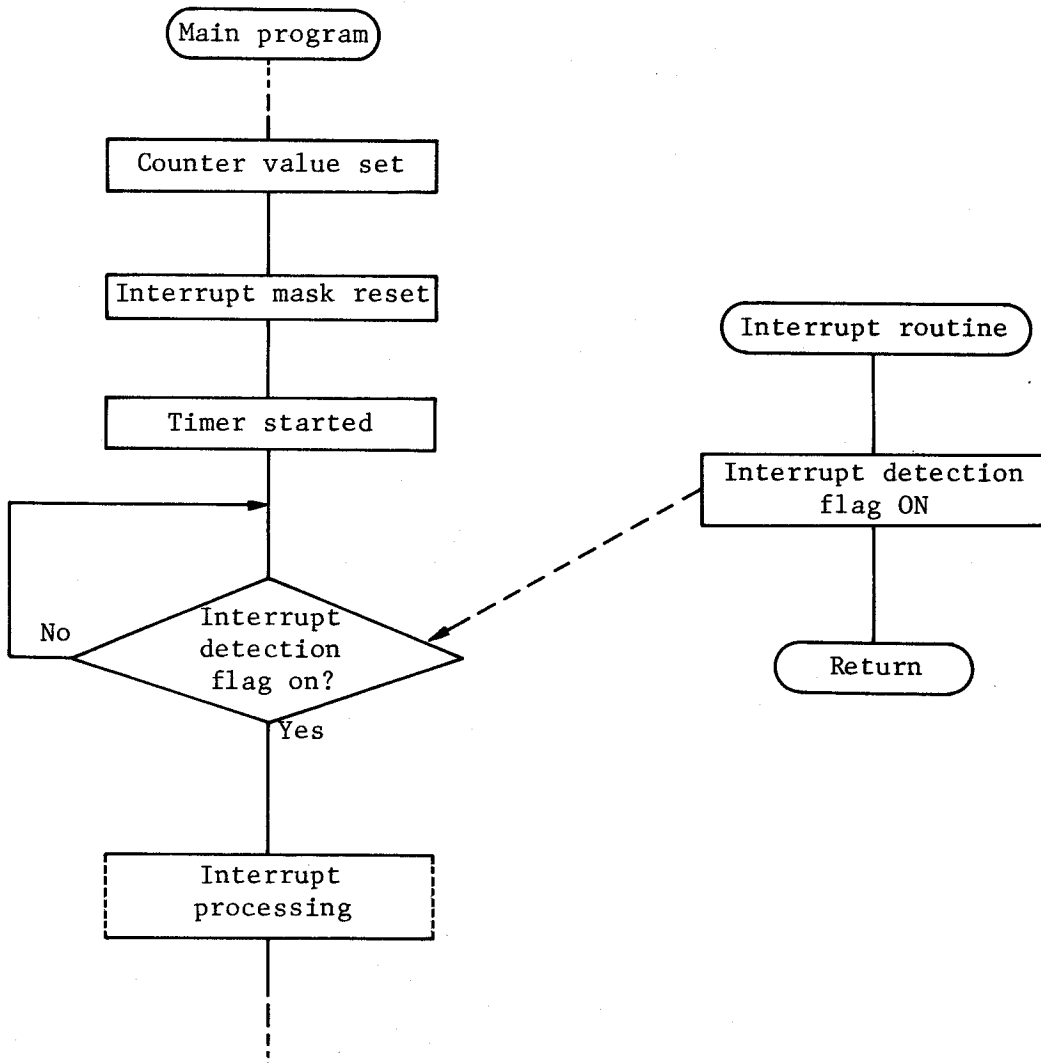 Main program
Counter value set
Interrupt mask reset
Timer started
Interrupt
detection
flag on?
No
Yes
Interrupt
processing
Interrupt routine
Interrupt detection
flag ON
Return